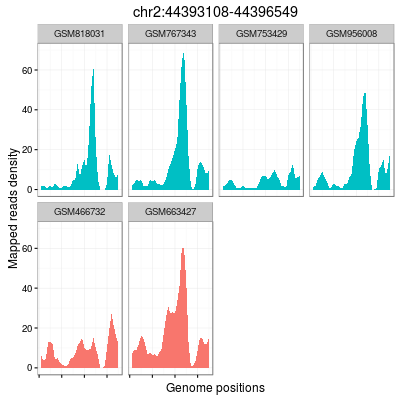 chr2:44393108-44396549
GSM818031 GSM767343 GSM753429 GSM956008
60
40
20
0
GSM466732 GSM663427
60
40
20
0
Mapped reads density
Genome positions